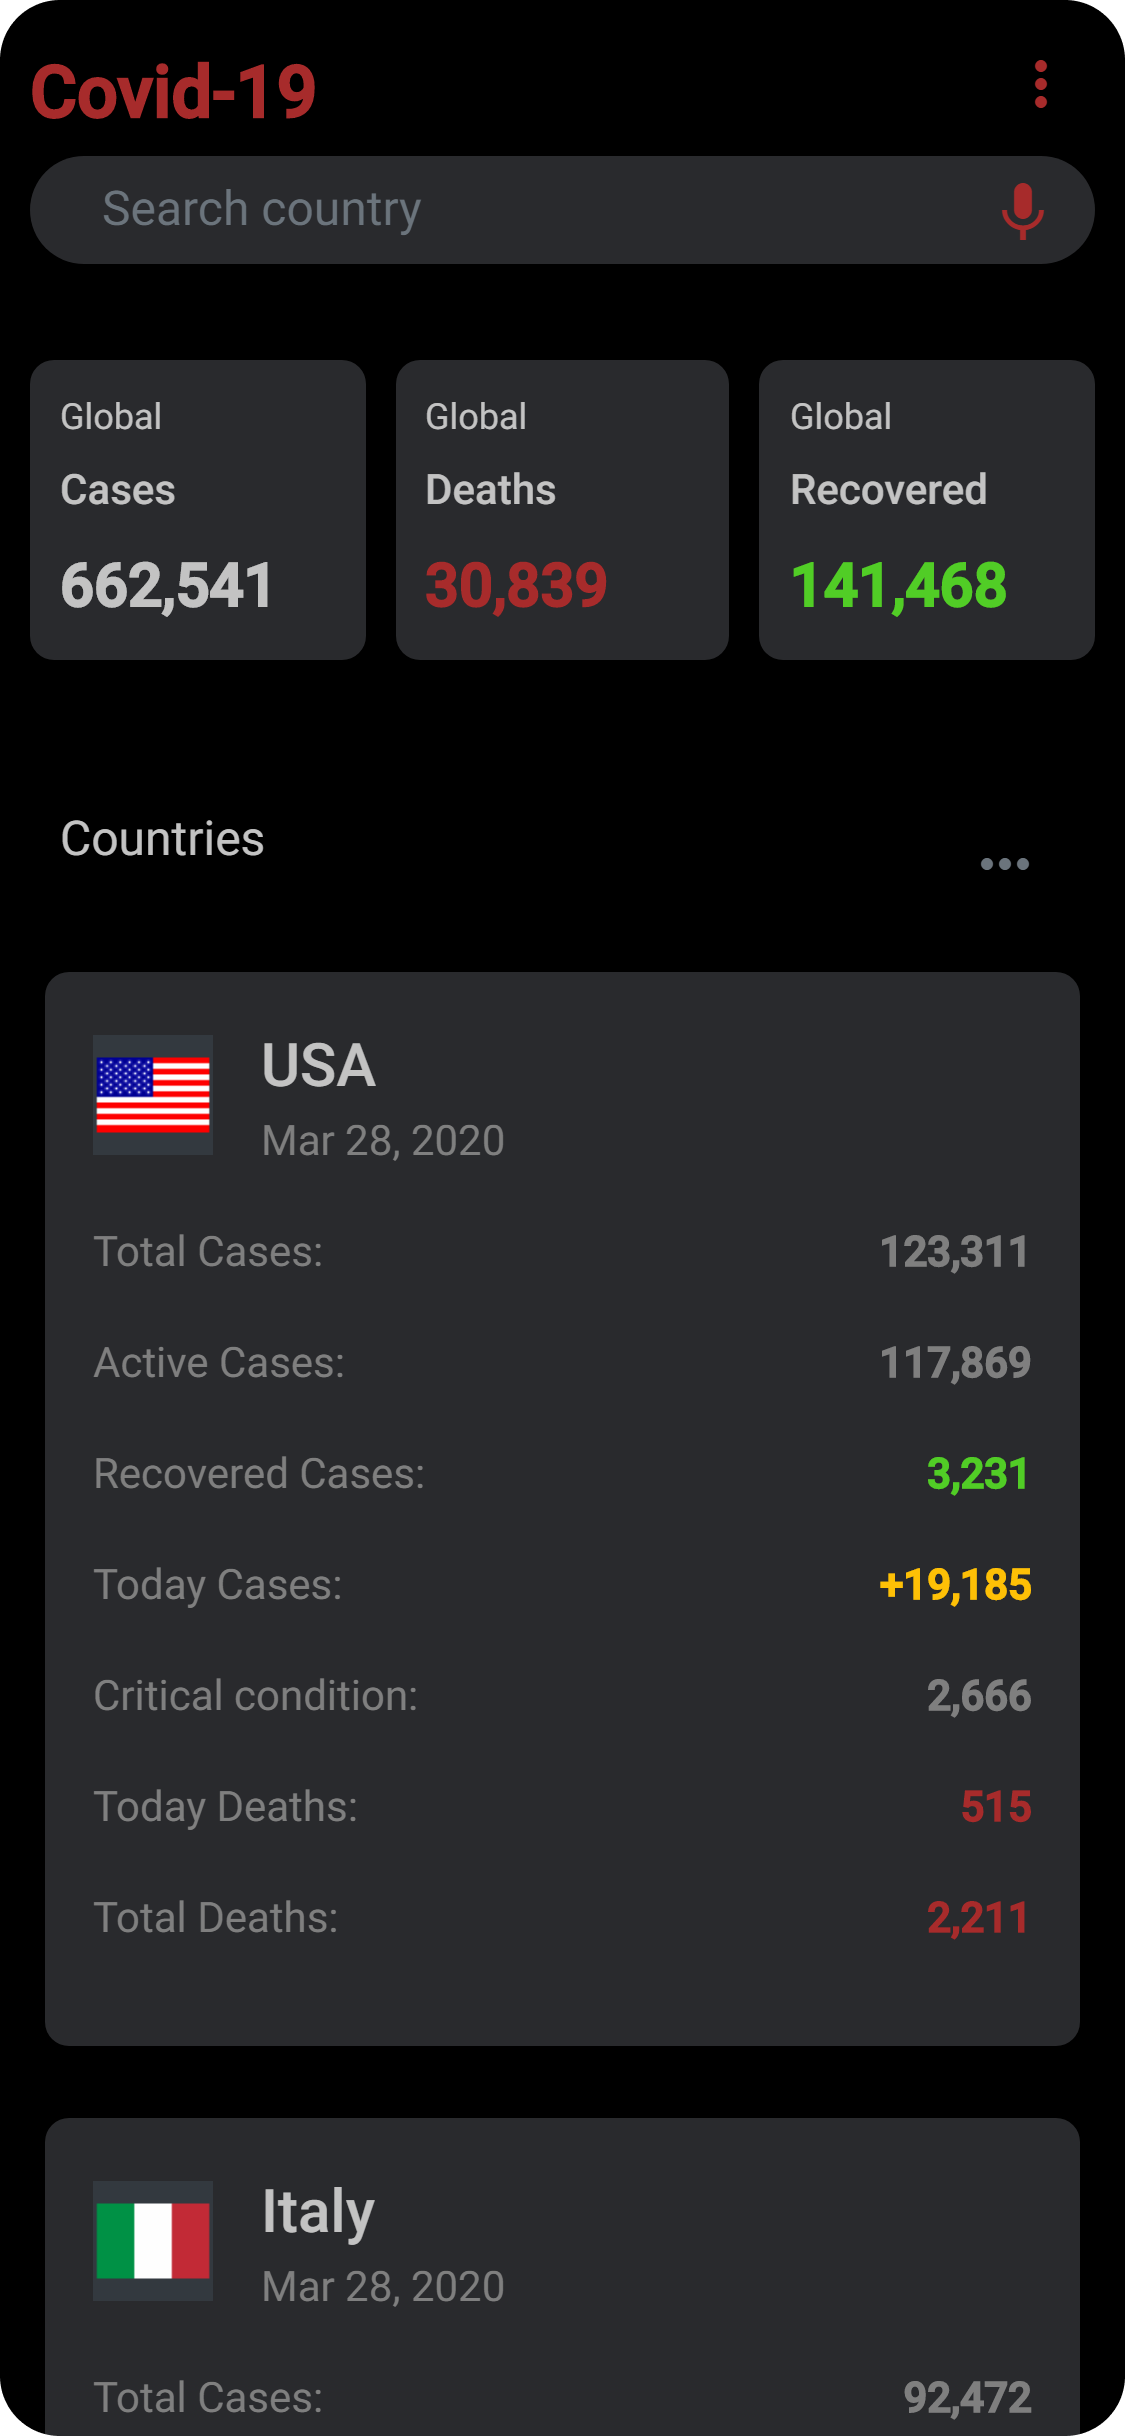 Covid-19
Search country
Global
Cases
662,541
Global
Deaths
30,839
Global
Recovered
141,468
Countries
USA
Mar 28, 2020
Total Cases: 123,311
Active Cases: 117,869
Recovered Cases: 3,231
Today Cases: +19,185
Critical condition: 2,666
Today Deaths: 515
Total Deaths: 2,211
Italy
Mar 28, 2020
Total Cases: 92,472